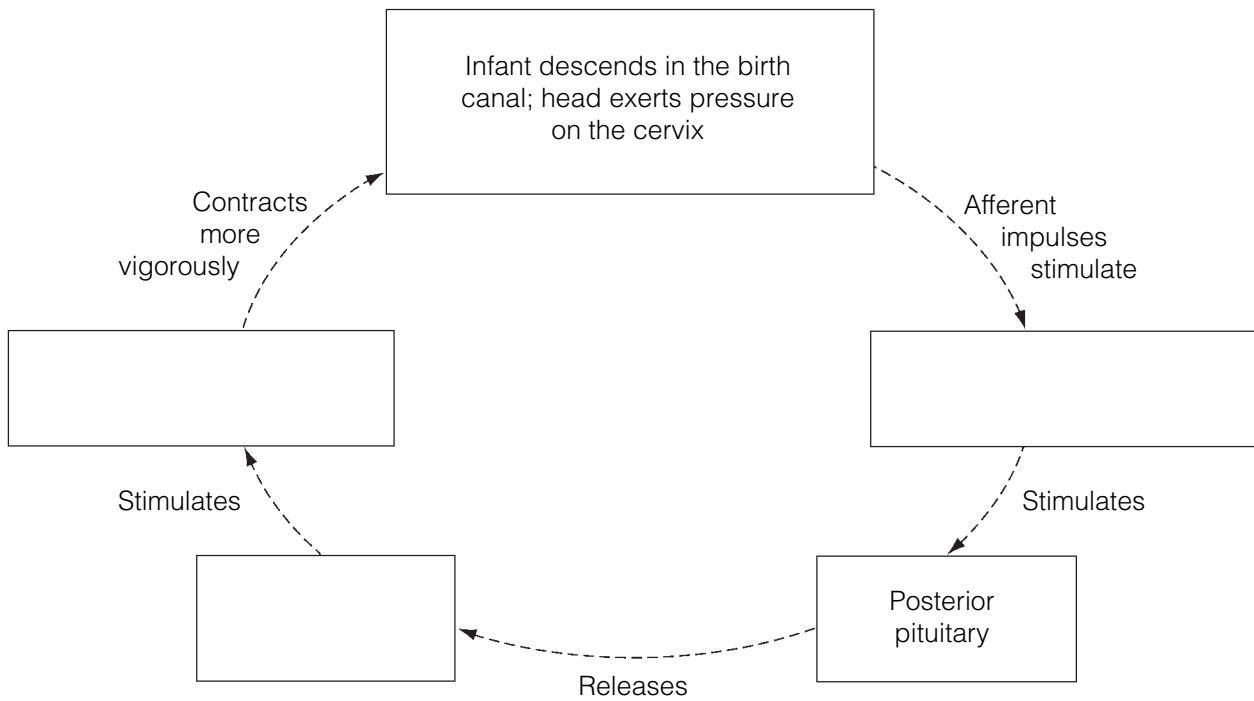 Infant descends in the birth
canal; head exerts pressure
on the cervix
Contracts
more
vigorously
Afferent
impulses
stimulate
Stimulates
Stimulates
Posterior
pituitary
Releases